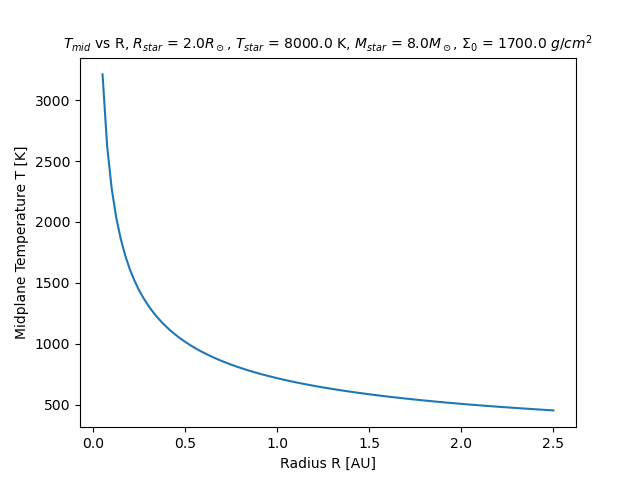 T_mid vs R, R_star = 2.0R_⊙, T_star = 8000.0 K, M_star = 8.0M_⊙, Σ_0 = 1700.0 g/cm^2
3000
2500
2000
1500
1000
500
Midplane Temperature T [K]
0.0 0.5 1.0 1.5 2.0 2.5
Radius R [AU]